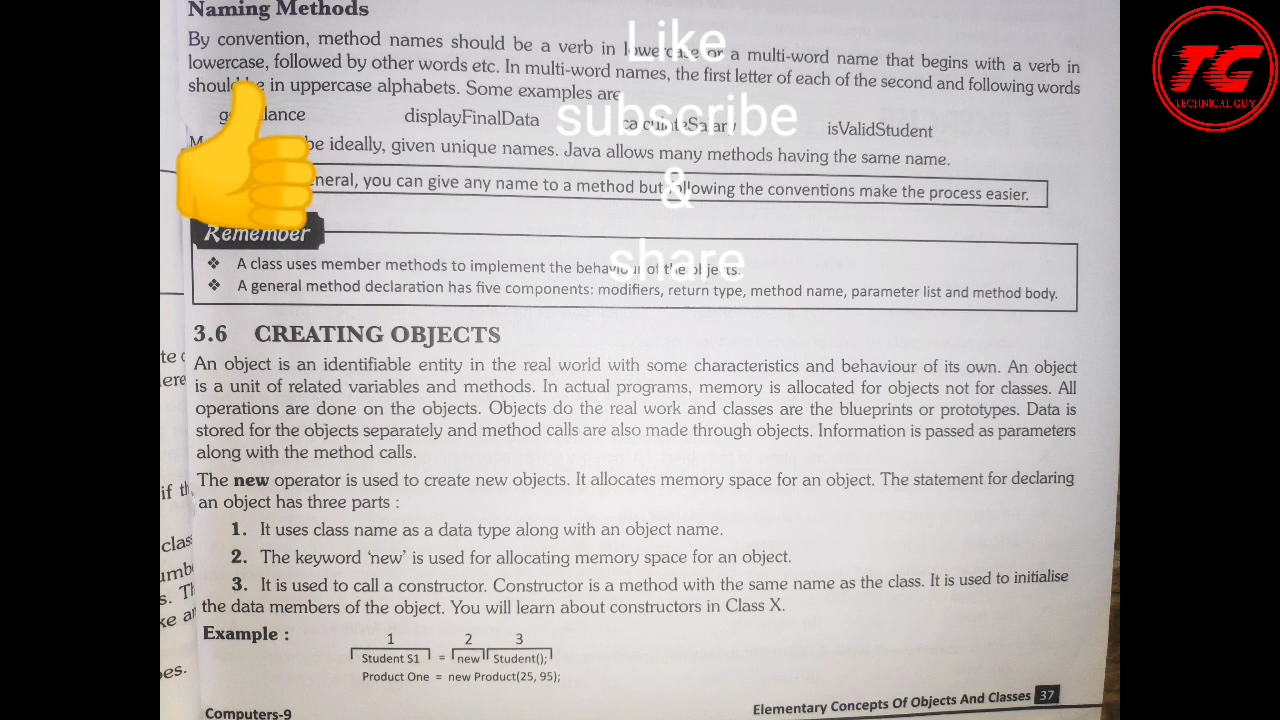 Naming Methods
By convention, method names should be a verb in lowercase or a multi-word name that begins with a verb in
lowercase, followed by other words etc. In multi-word names, the first letter of each of the second and following words
should be in uppercase alphabets. Some examples are
displayFinalData isValidStudent
be ideally, given unique names. Java allows many methods having the same name.
you can give any name to a method but following the conventions make the process easier.
Remember
❖ A class uses member methods to implement the behaviour of the objects.
❖ A general method declaration has five components: modifiers, return type, method name, parameter list and method body.
3.6 CREATING OBJECTS
An object is an identifiable entity in the real world with some characteristics and behaviour of its own. An object
is a unit of related variables and methods. In actual programs, memory is allocated for objects not for classes. All
operations are done on the objects. Objects do the real work and classes are the blueprints or prototypes. Data is
stored for the objects separately and method calls are also made through objects. Information is passed as parameters
along with the method calls.
The new operator is used to create new objects. It allocates memory space for an object. The statement for declaring
an object has three parts :
1. It uses class name as a data type along with an object name.
2. The keyword ‘new’ is used for allocating memory space for an object.
3. It is used to call a constructor. Constructor is a method with the same name as the class. It is used to initialise
the data members of the object. You will learn about constructors in Class X.
Example :
1 2 3
Student S1 = new Student();
Product One = new Product(25, 95);
Computers-9
Elementary Concepts Of Objects And Classes 37
Like
subscribe
&
share
TG
TECHNICAL GUY